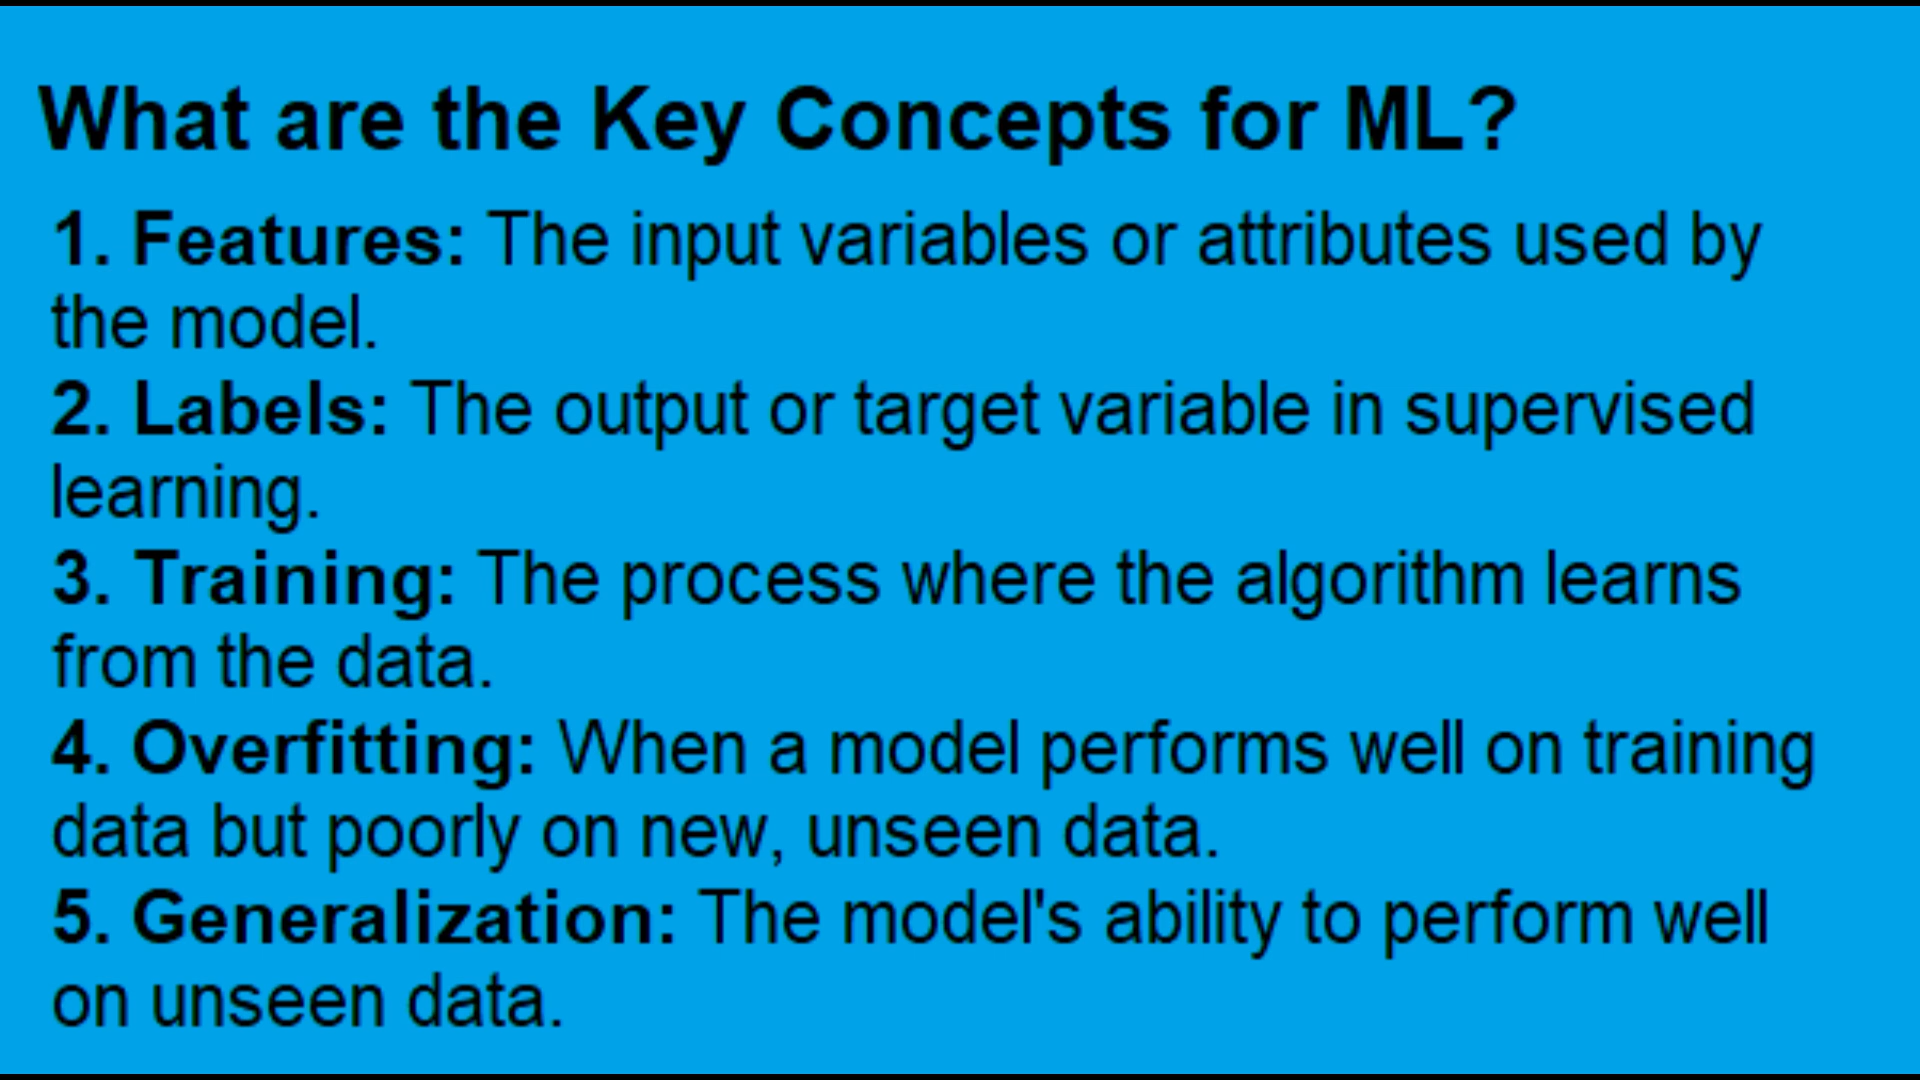 What are the Key Concepts for ML?
1. Features: The input variables or attributes used by
the model.
2. Labels: The output or target variable in supervised
learning.
3. Training: The process where the algorithm learns
from the data.
4. Overfitting: When a model performs well on training
data but poorly on new, unseen data.
5. Generalization: The model's ability to perform well
on unseen data.